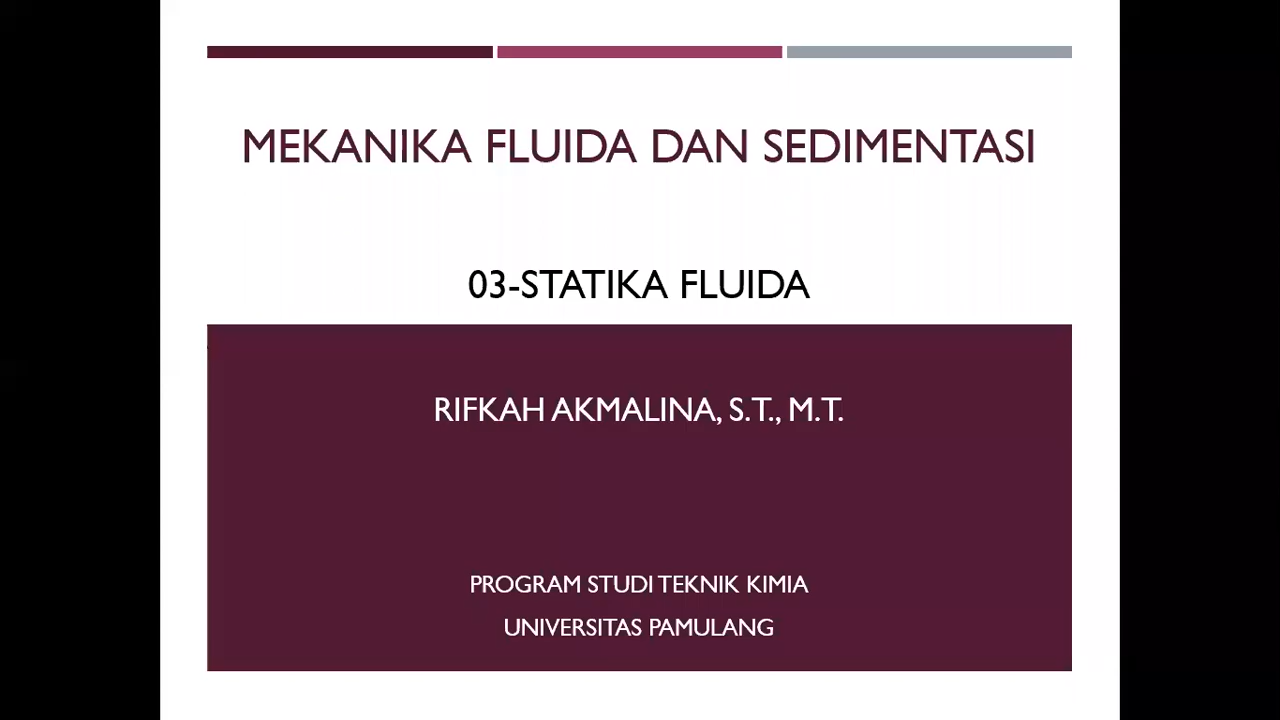 MEKANIKA FLUIDA DAN SEDIMENTASI
03-STATIKA FLUIDA
RIFKAH AKMALINA, S.T., M.T.
PROGRAM STUDI TEKNIK KIMIA
UNIVERSITAS PAMULANG